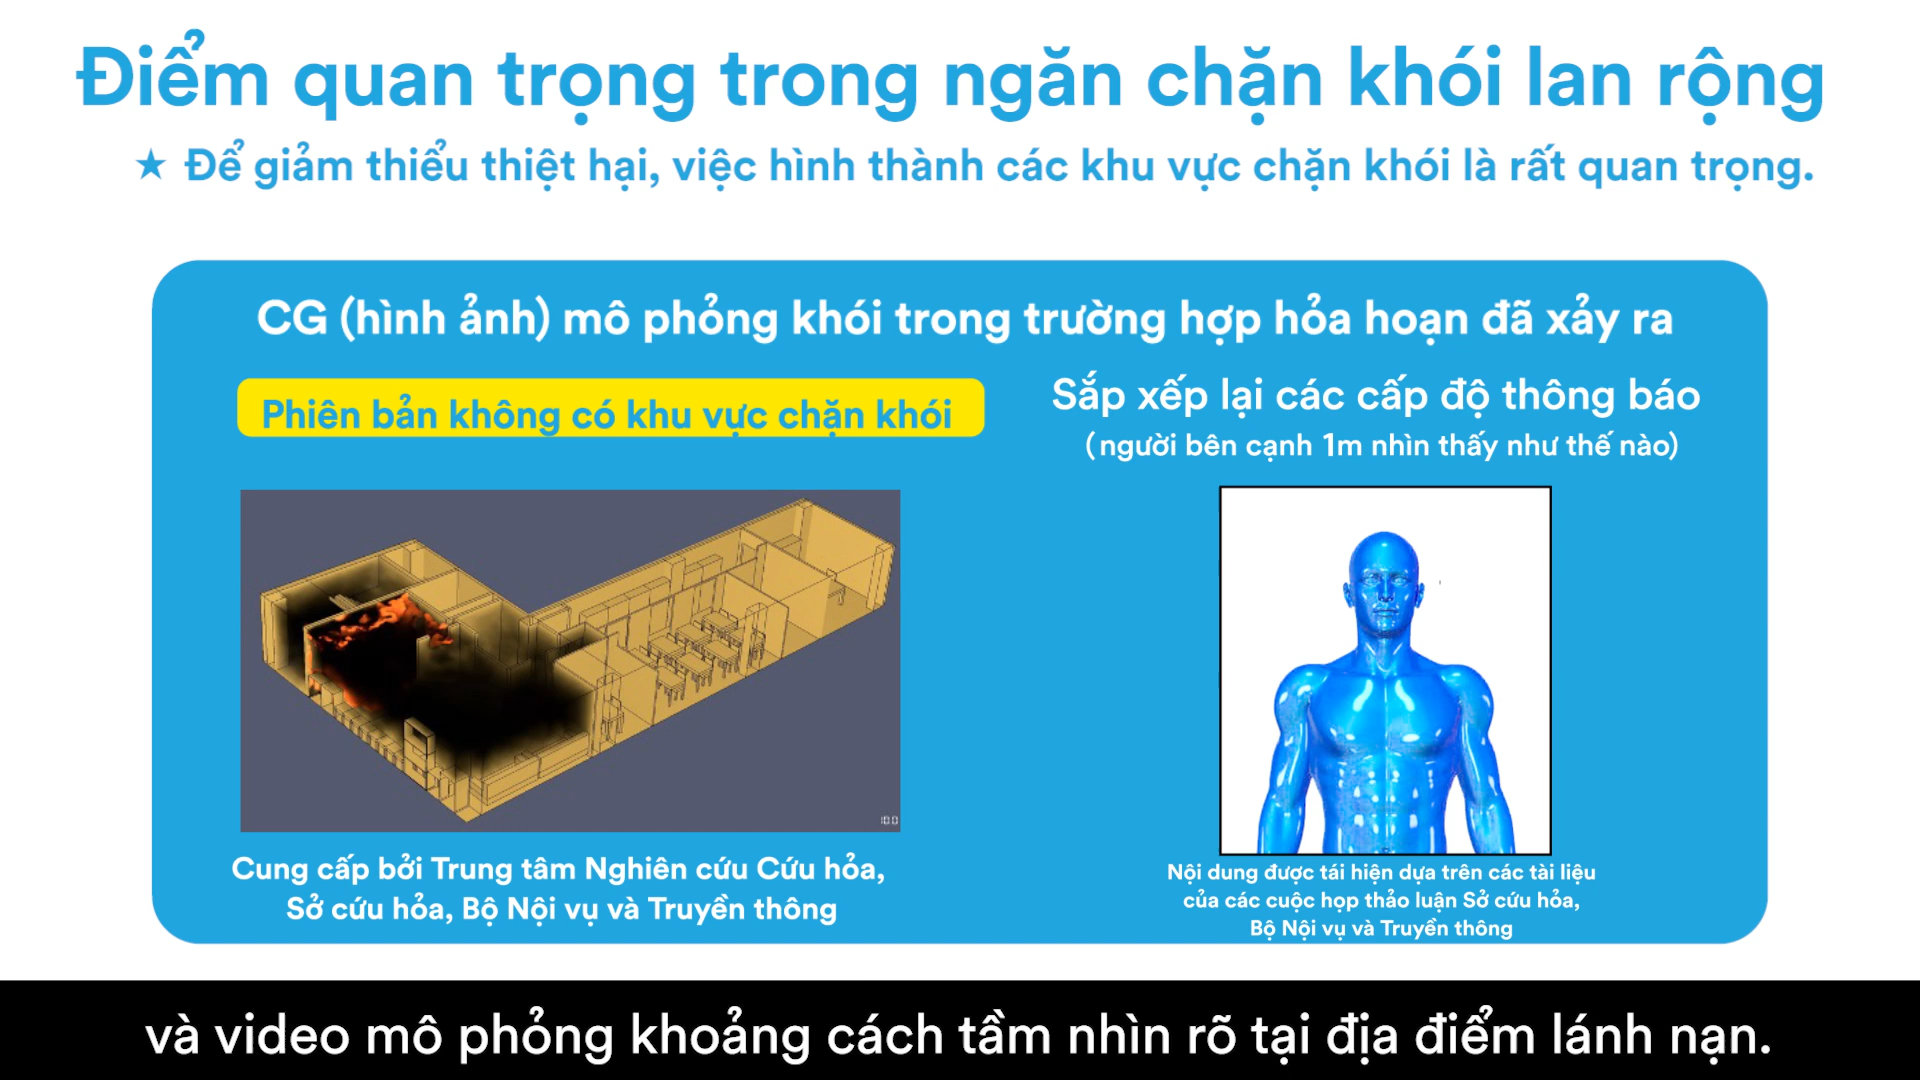 Điểm quan trọng trong ngăn chặn khói lan rộng
★ Để giảm thiểu thiệt hại, việc hình thành các khu vực chặn khói là rất quan trọng.
CG (hình ảnh) mô phỏng khói trong trường hợp hỏa hoạn đã xảy ra
Phiên bản không có khu vực chặn khói
Sắp xếp lại các cấp độ thông báo
(người bên cạnh 1m nhìn thấy như thế nào)
Cung cấp bởi Trung tâm Nghiên cứu Cứu hỏa,
Sở cứu hỏa, Bộ Nội vụ và Truyền thông
Nội dung được tái hiện dựa trên các tài liệu
của các cuộc họp thảo luận Sở cứu hỏa,
Bộ Nội vụ và Truyền thông
và video mô phỏng khoảng cách tầm nhìn rõ tại địa điểm lánh nạn.